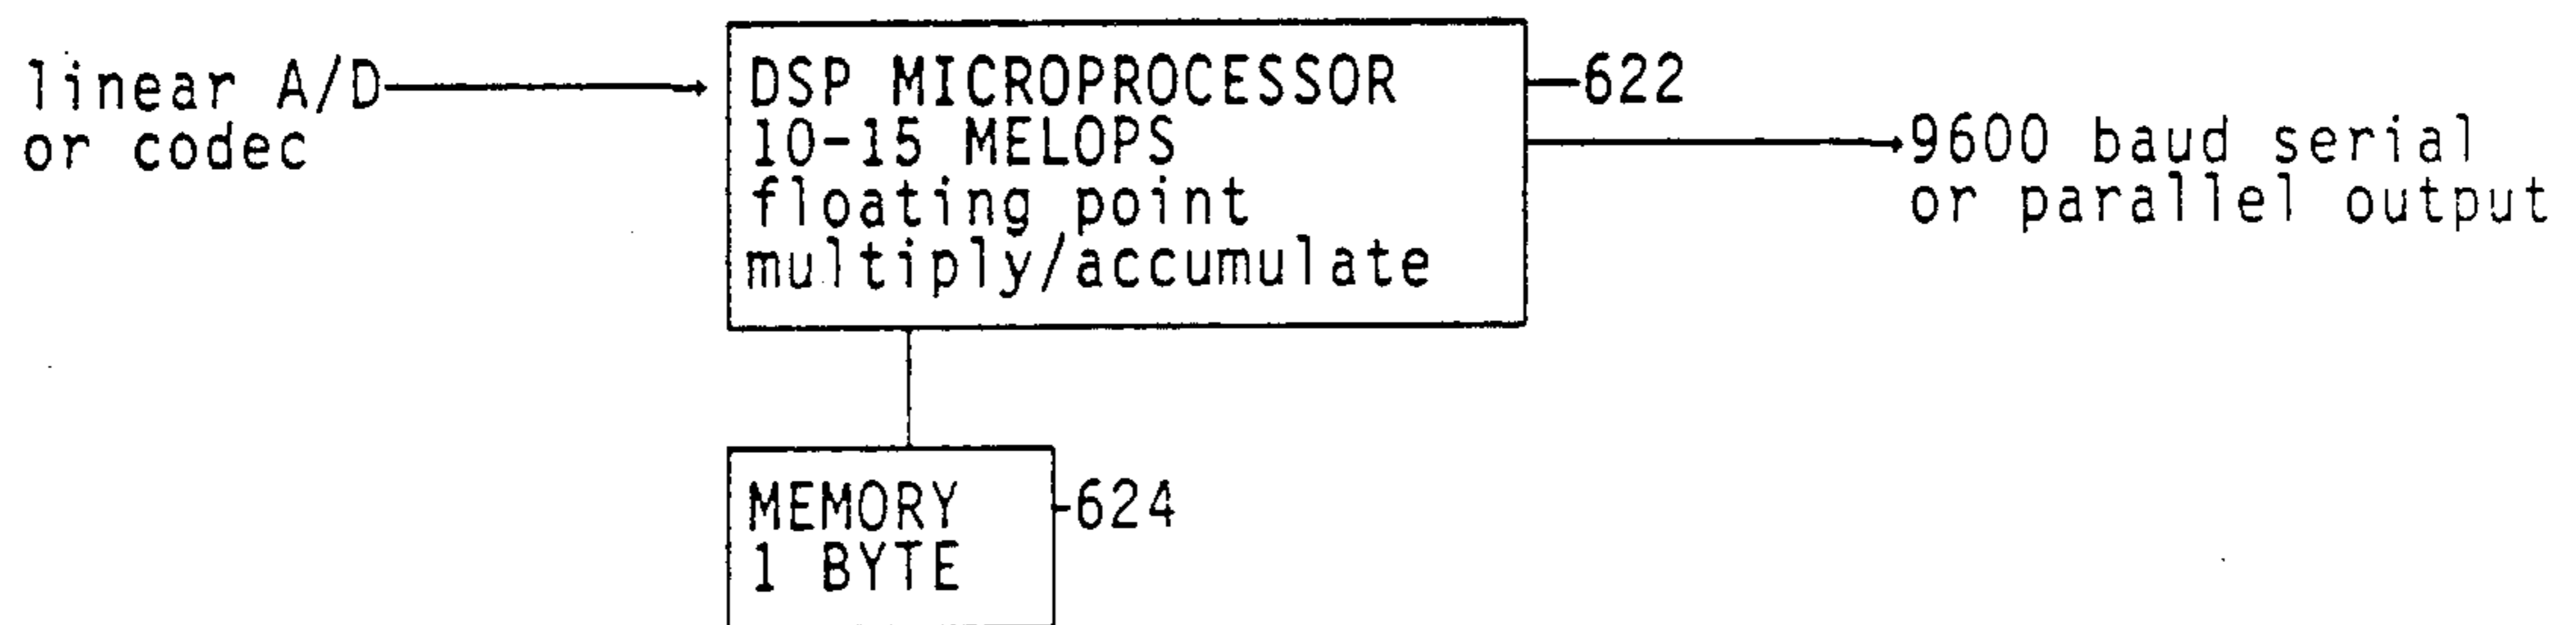 linear A/D
or codec
DSP MICROPROCESSOR
10-15 MELOPS
floating point
multiply/accumulate
622
9600 baud serial
or parallel output
MEMORY
1 BYTE
624